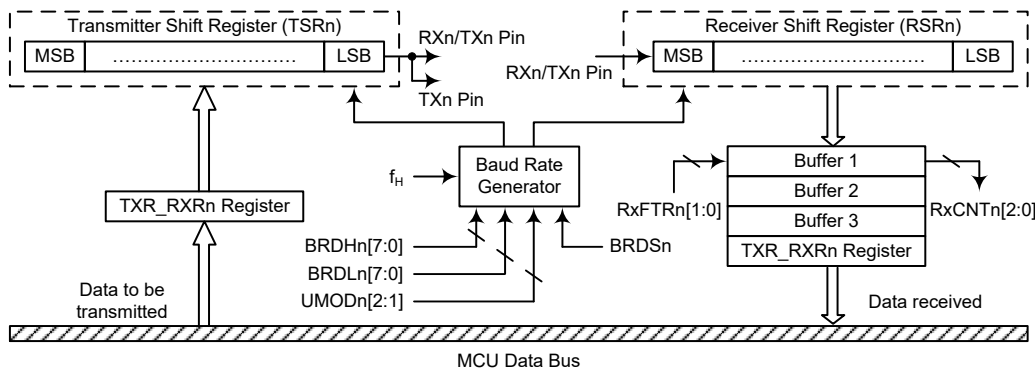 Transmitter Shift Register (TSRn)
MSB
..............................
LSB
RXn/TXn Pin
TXn Pin
Receiver Shift Register (RSRn)
RXn/TXn Pin
MSB
..............................
LSB
fH
Baud Rate
Generator
BRDHn[7:0]
BRDLn[7:0]
UMODn[2:1]
BRDSn
TXR_RXRn Register
Buffer 1
Buffer 2
Buffer 3
TXR_RXRn Register
RxFTRn[1:0]
RxCNTn[2:0]
Data to be
transmitted
Data received
MCU Data Bus